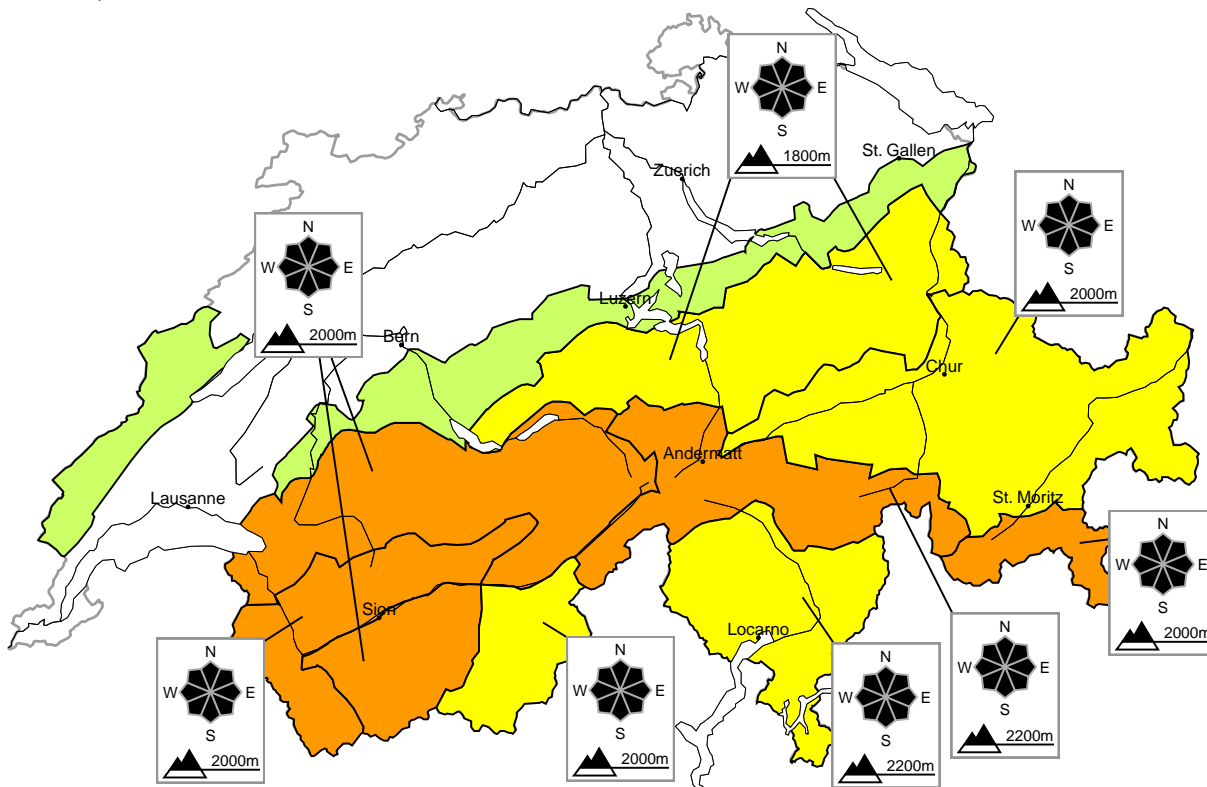 N
W E
S
1800m
St. Gallen
Zuerich
N
W E
S
2000m
N
W E
S
2000m
Luzern
Bern
Chur
Andermatt
Lausanne
St. Moritz
N
W E
S
2000m
Sion
Locarno
N
W E
S
2000m
N
W E
S
2000m
N
W E
S
2200m
N
W E
S
2200m